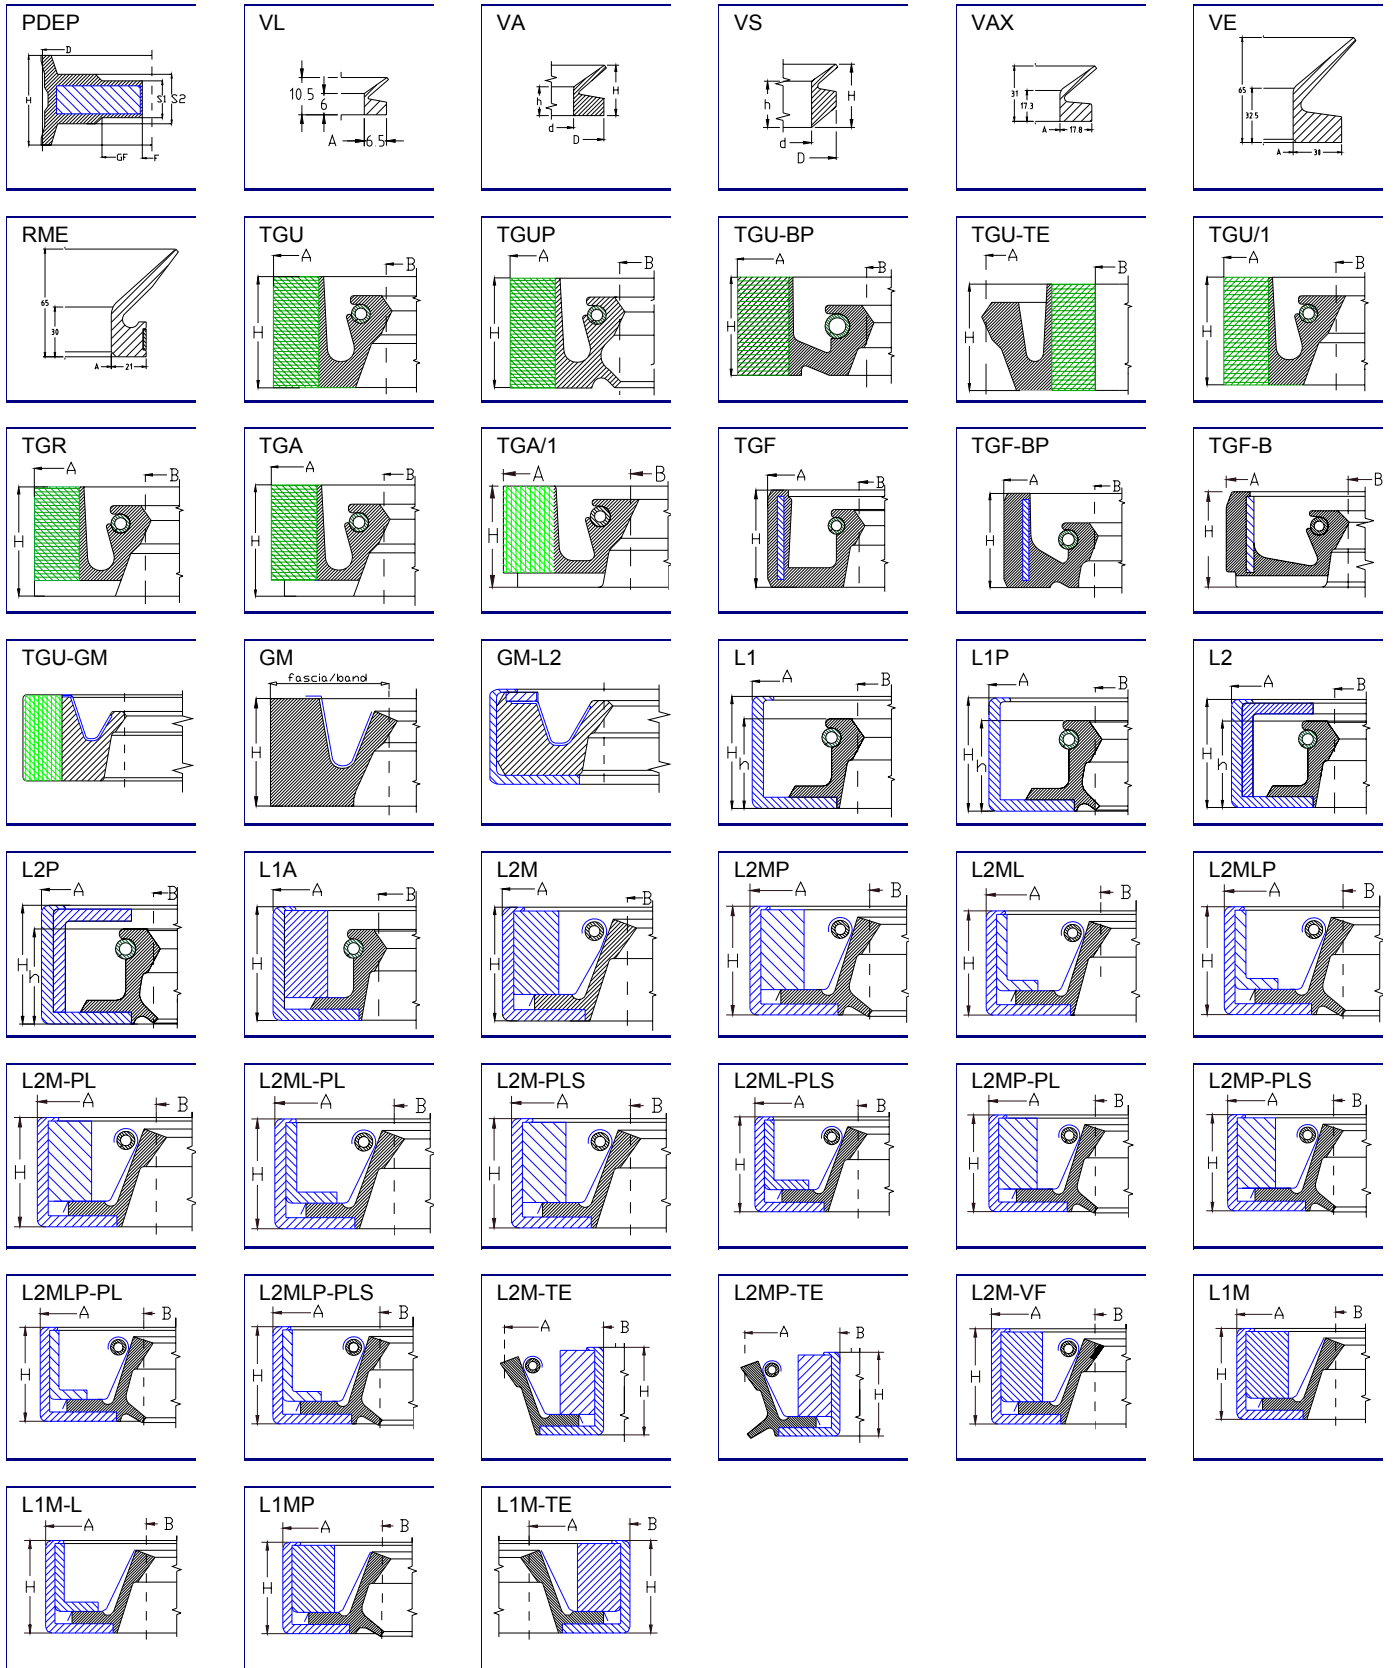 PDEP VL VA VS VAX VE
D H S1 S2 GF F
10.5 6 A 6.5
h H d D
h H d D
31 17.3 A 17.8
65 32.5 A 30
RME TGU TGUP TGU-BP TGU-TE TGU/1
65 30 A 21
A B H
A B H
A B H
A B H
A B H
TGR TGA TGA/1 TGF TGF-BP TGF-B
A B H
A B H
A B H
A B H
A B H
A B H
TGU-GM GM GM-L2 L1 L1P L2
fascia/band
H
A B H h
A B H h
A B H h
L2P L1A L2M L2MP L2ML L2MLP
A B H h
A B H
A B H
A B H
A B H
A B H
L2M-PL L2ML-PL L2M-PLS L2ML-PLS L2MP-PL L2MP-PLS
A B H
A B H
A B H
A B H
A B H
A B H
L2MLP-PL L2MLP-PLS L2M-TE L2MP-TE L2M-VF L1M
A B H
A B H
A B H
A B H
A B H
A B H
L1M-L L1MP L1M-TE
A B H
A B H
A B H